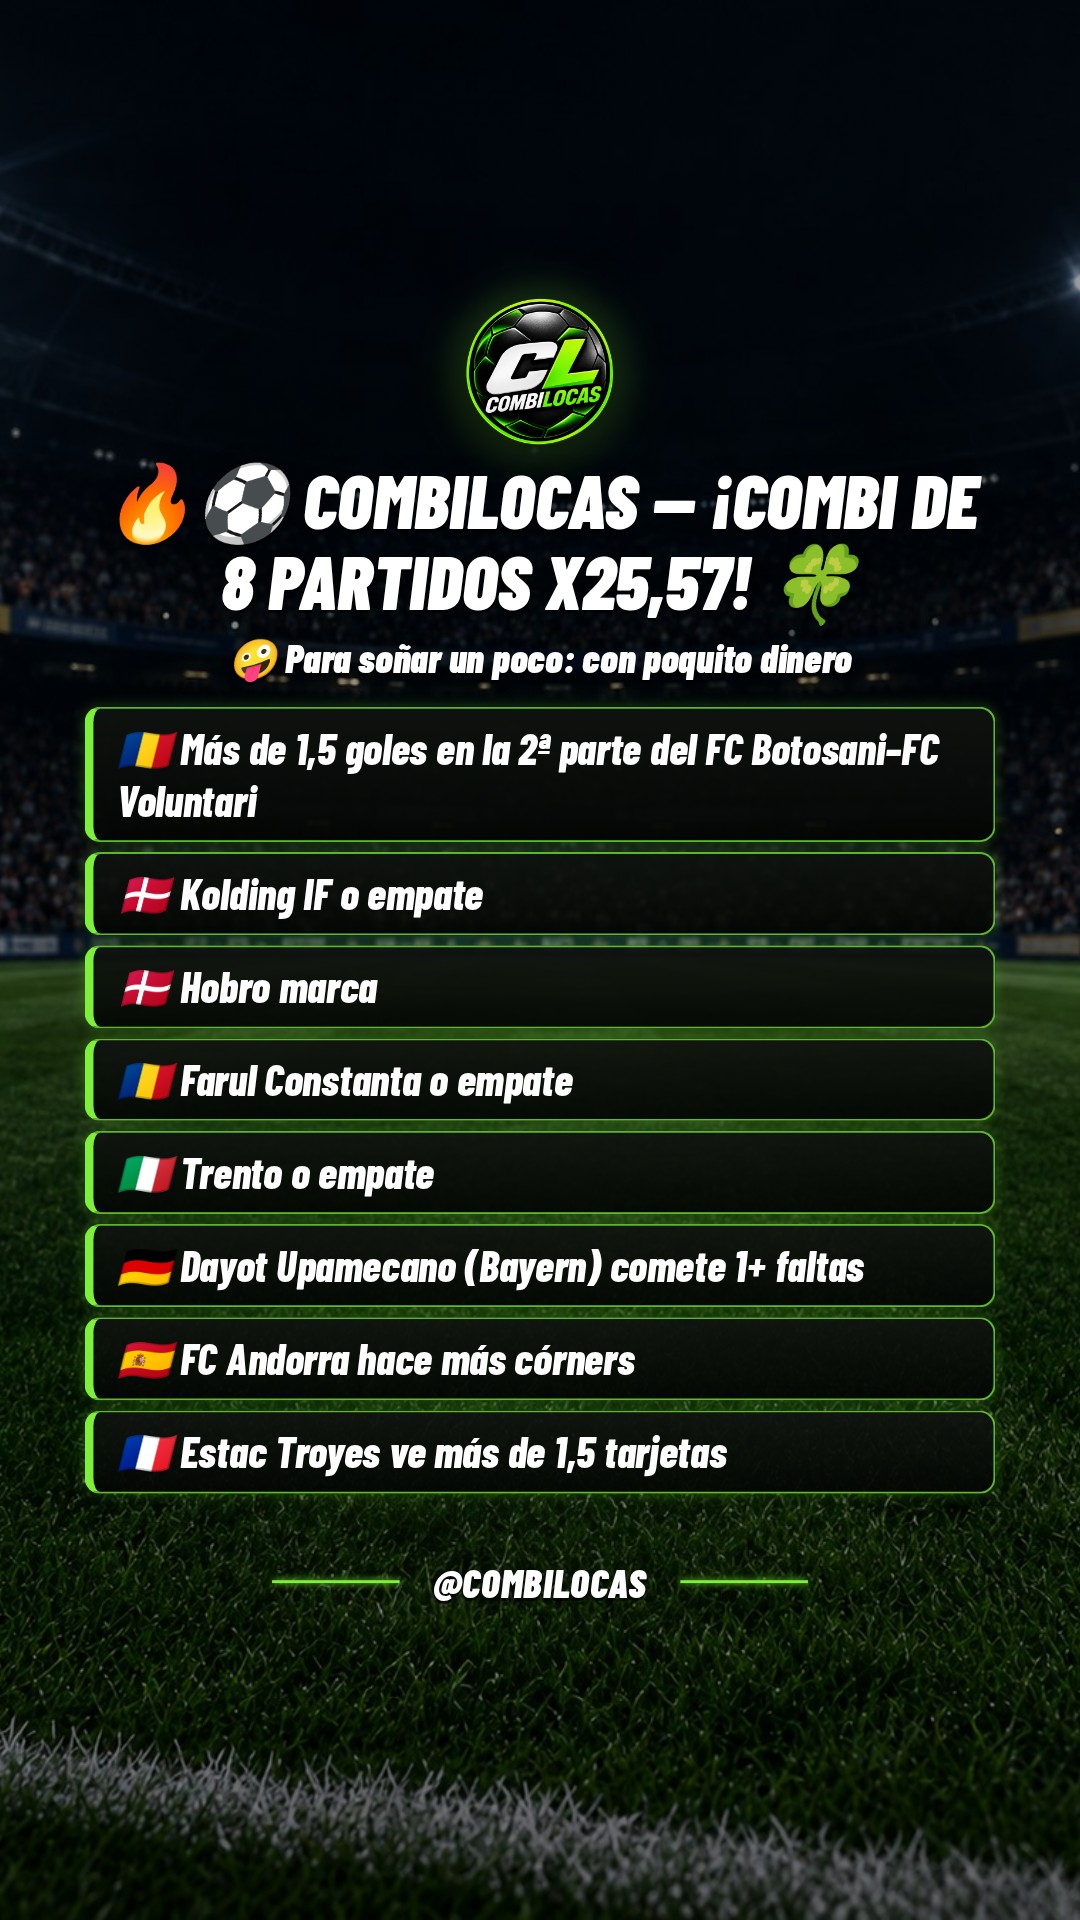 CL
COMBILOCAS
🔥⚽ COMBILOCAS – ¡COMBI DE
8 PARTIDOS X25,57! 🍀
🤪 Para soñar un poco: con poquito dinero
🇷🇴 Más de 1,5 goles en la 2ª parte del FC Botosani-FC
Voluntari
🇩🇰 Kolding IF o empate
🇩🇰 Hobro marca
🇷🇴 Farul Constanta o empate
🇮🇹 Trento o empate
🇩🇪 Dayot Upamecano (Bayern) comete 1+ faltas
🇪🇸 FC Andorra hace más córners
🇫🇷 Estac Troyes ve más de 1,5 tarjetas
@COMBILOCAS